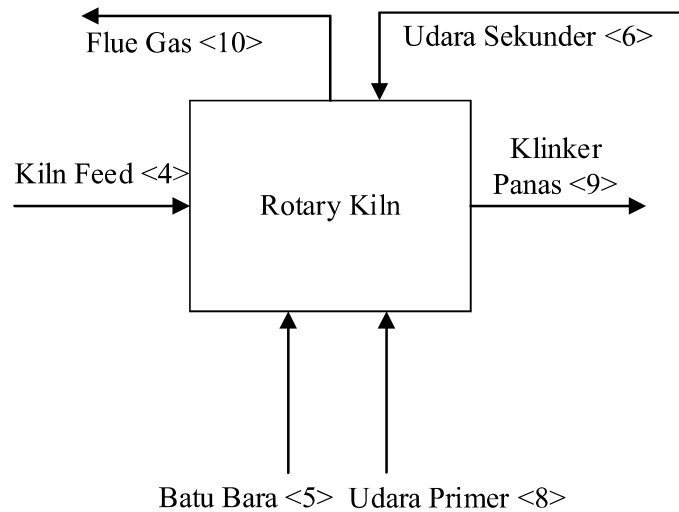 Flue Gas <10>
Udara Sekunder <6>
Kiln Feed <4>
Rotary Kiln
Klinker
Panas <9>
Batu Bara <5>
Udara Primer <8>